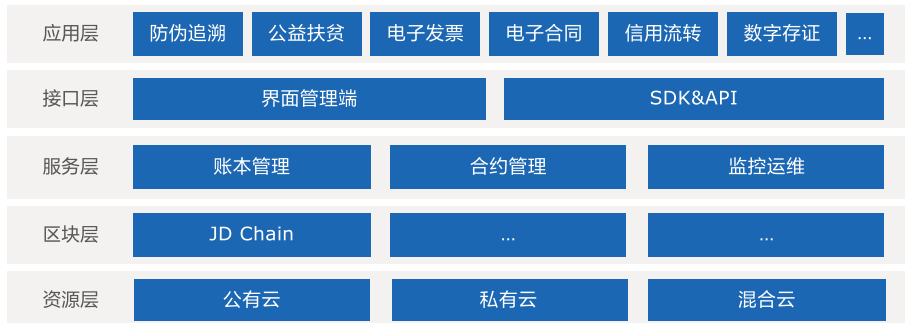 应用层 防伪追溯 公益扶贫 电子发票 电子合同 信用流转 数字存证 ...
接口层 界面管理端 SDK&API
服务层 账本管理 合约管理 监控运维
区块层 JD Chain ... ...
资源层 公有云 私有云 混合云